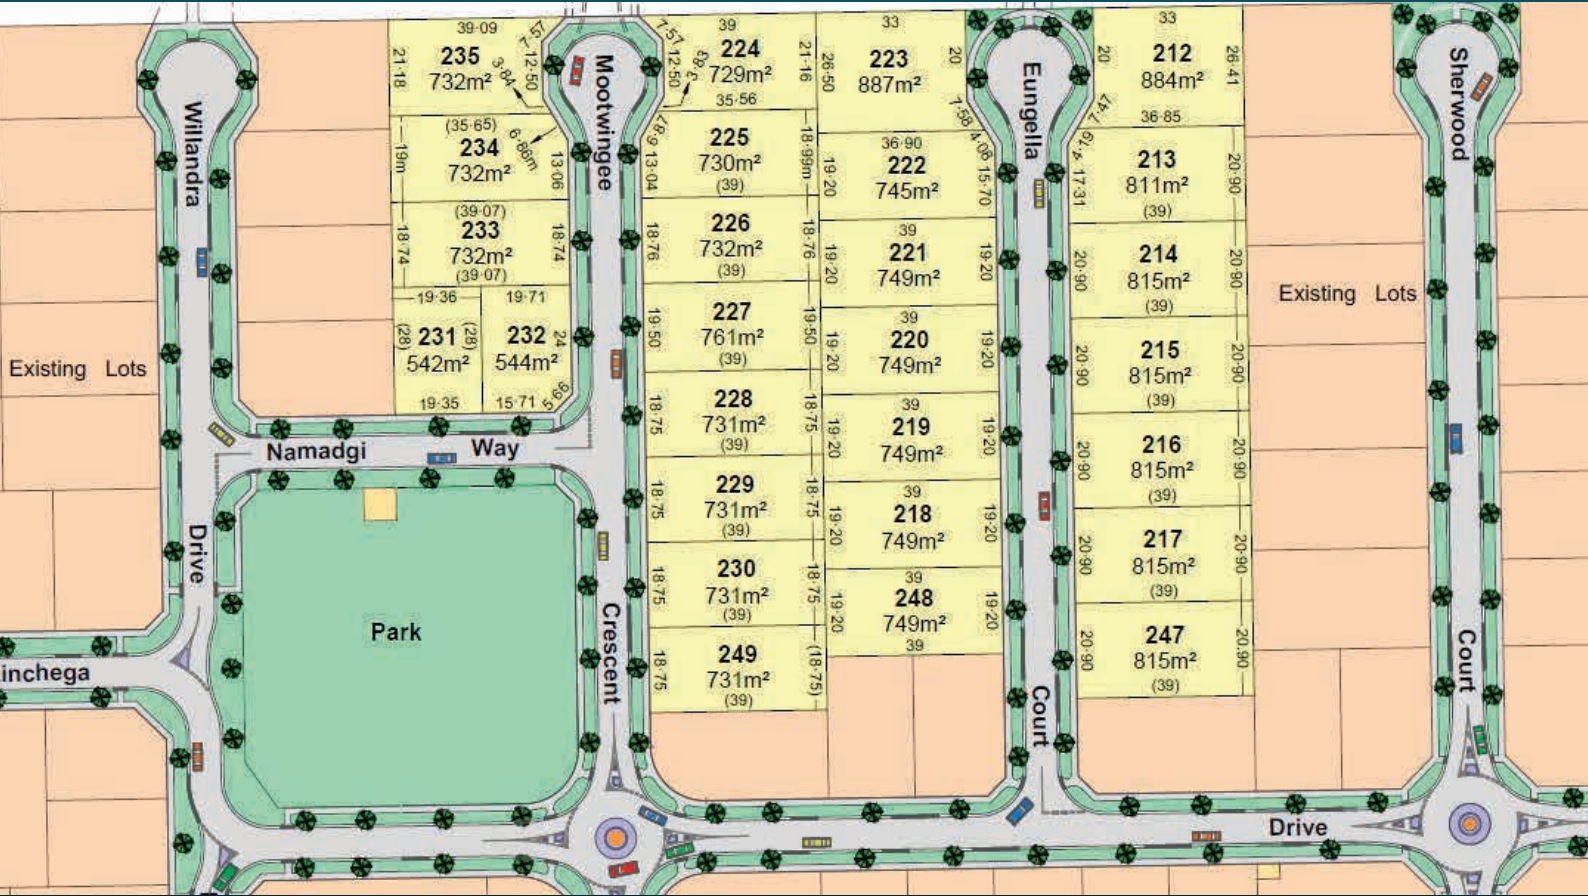 39·09
21·18
235
732m²
7·57
12·50
3·84
(35·65)
19m
234
732m²
6·86m
13·06
(39·07)
18·74
233
732m²
18·74
(39·07)
19·36
19·71
(28)
231
(28)
542m²
232
24
544m²
19·35
15·71
5·66
39
7·57
12·50
3·83
224
729m²
21·16
35·56
6·87
13·04
225
730m²
(39)
18·99m
18·76
226
732m²
(39)
18·76
19·50
227
761m²
(39)
19·50
18·75
228
731m²
(39)
18·75
18·75
229
731m²
(39)
18·75
18·75
230
731m²
(39)
18·75
18·75
249
731m²
(39)
(18·75)
33
26·50
223
887m²
20
7·58
4·08
36·90
19·20
222
745m²
15·70
39
19·20
221
749m²
19·20
39
19·20
220
749m²
19·20
39
19·20
219
749m²
19·20
39
19·20
218
749m²
19·20
39
19·20
248
749m²
19·20
39
33
20
212
884m²
26·41
7·47
36·85
4·19
17·31
213
811m²
(39)
20·90
20·90
214
815m²
(39)
20·90
20·90
215
815m²
(39)
20·90
20·90
216
815m²
(39)
20·90
20·90
217
815m²
(39)
20·90
20·90
247
815m²
(39)
20.90
Willandra
Drive
Mootwingee
Crescent
Eungella
Court
Sherwood
Court
Existing Lots
Existing Lots
Namadgi Way
Park
inchega
Drive